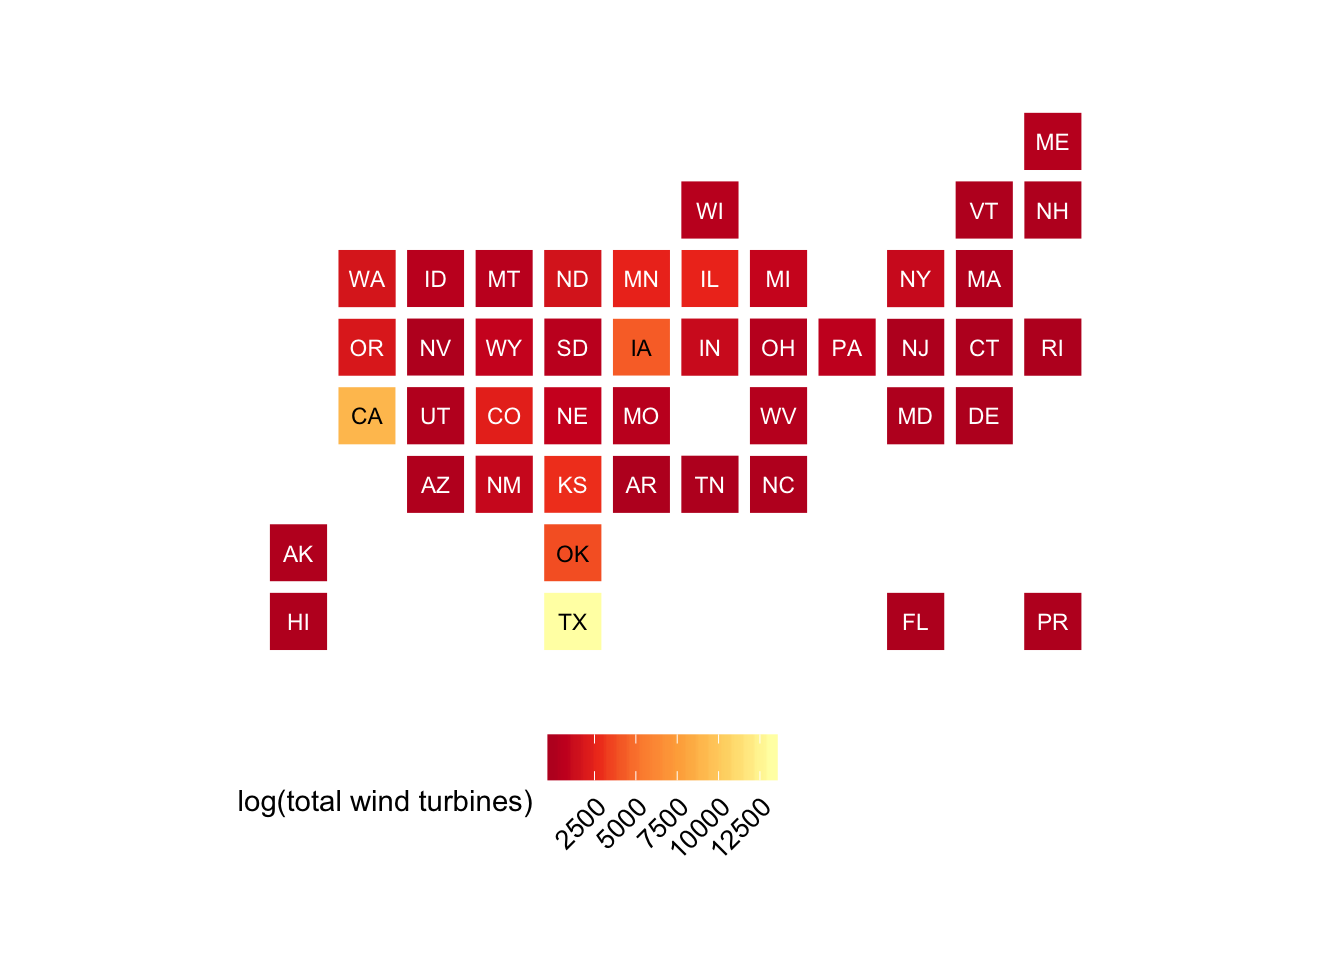 ME
WI VT NH
WA ID MT ND MN IL MI NY MA
OR NV WY SD IA IN OH PA NJ CT RI
CA UT CO NE MO WV MD DE
AZ NM KS AR TN NC
AK OK
HI TX FL PR
log(total wind turbines)
2500 5000 7500 10000 12500